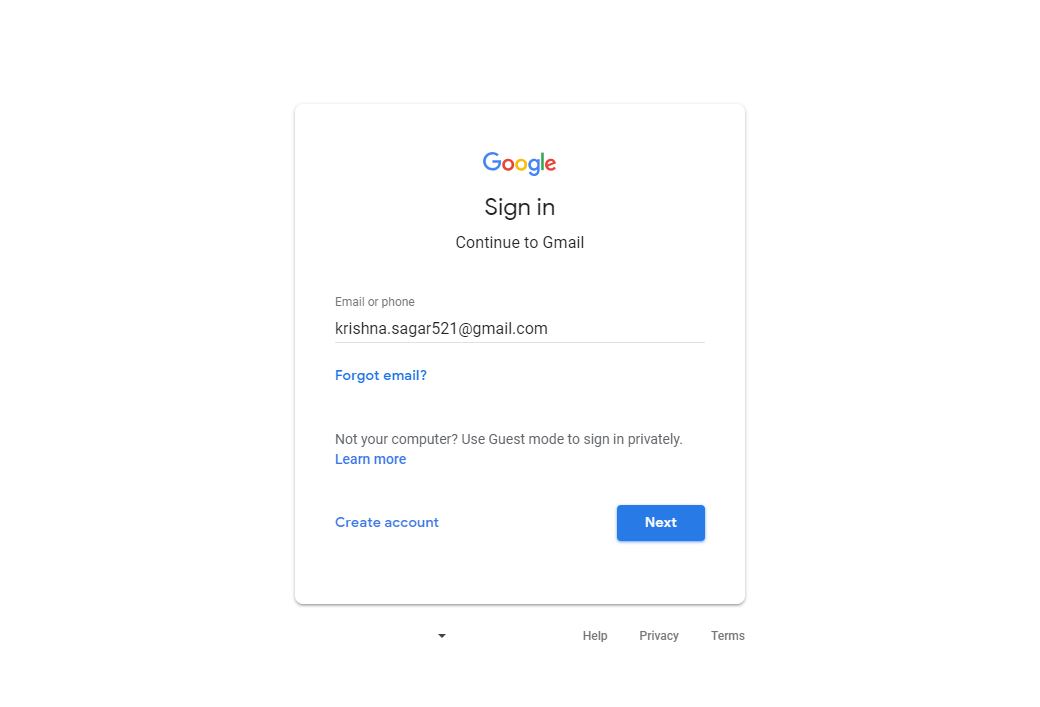 Google
Sign in
Continue to Gmail
Email or phone
krishna.sagar521@gmail.com
Forgot email?
Not your computer? Use Guest mode to sign in privately.
Learn more
Create account
Next
Help
Privacy
Terms